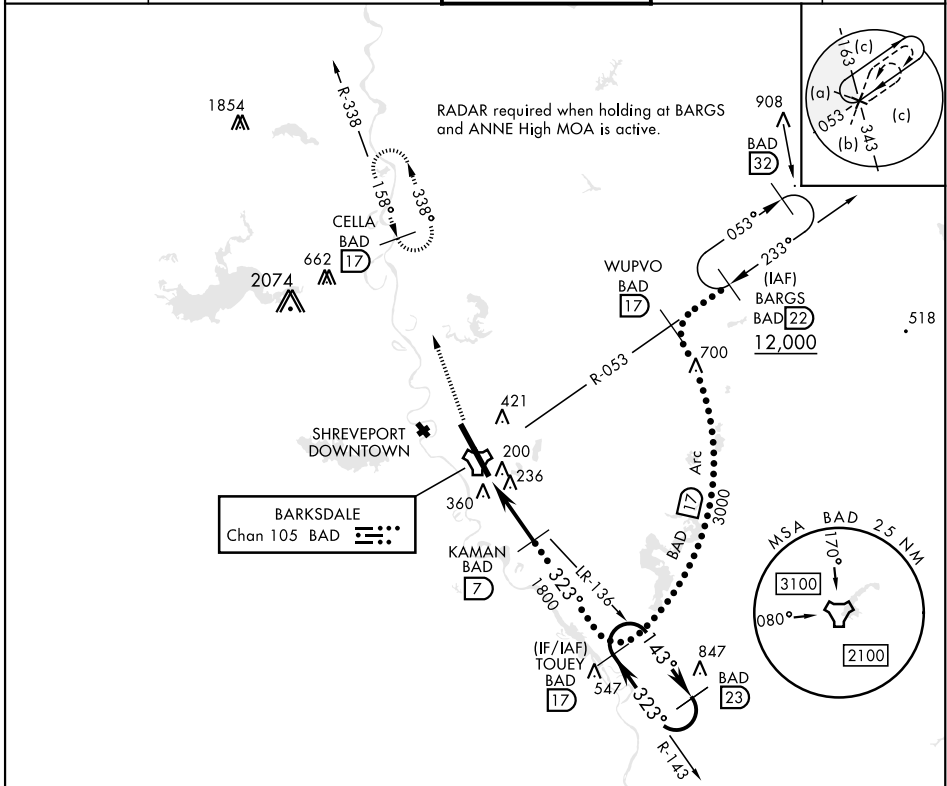 1854
R-338
158°
338°
CELLA
BAD
17
662
2074
RADAR required when holding at BARGS
and ANNE High MOA is active.
908
BAD
32
163
(c)
(a)
053
(b)
343
(c)
053°
233°
(IAF)
BARGS
BAD 22
12,000
WUPVO
BAD
17
518
R-053
700
421
SHREVEPORT
DOWNTOWN
200
236
360
BARKSDALE
Chan 105 BAD
BAD 17 Arc
3000
KAMAN
BAD
7
323°
1800
LR-136
(IF/IAF)
TOUEY
BAD
17
547
143°
323°
847
BAD
23
R-143
MSA BAD 25 NM
170°
3100
080°
2100